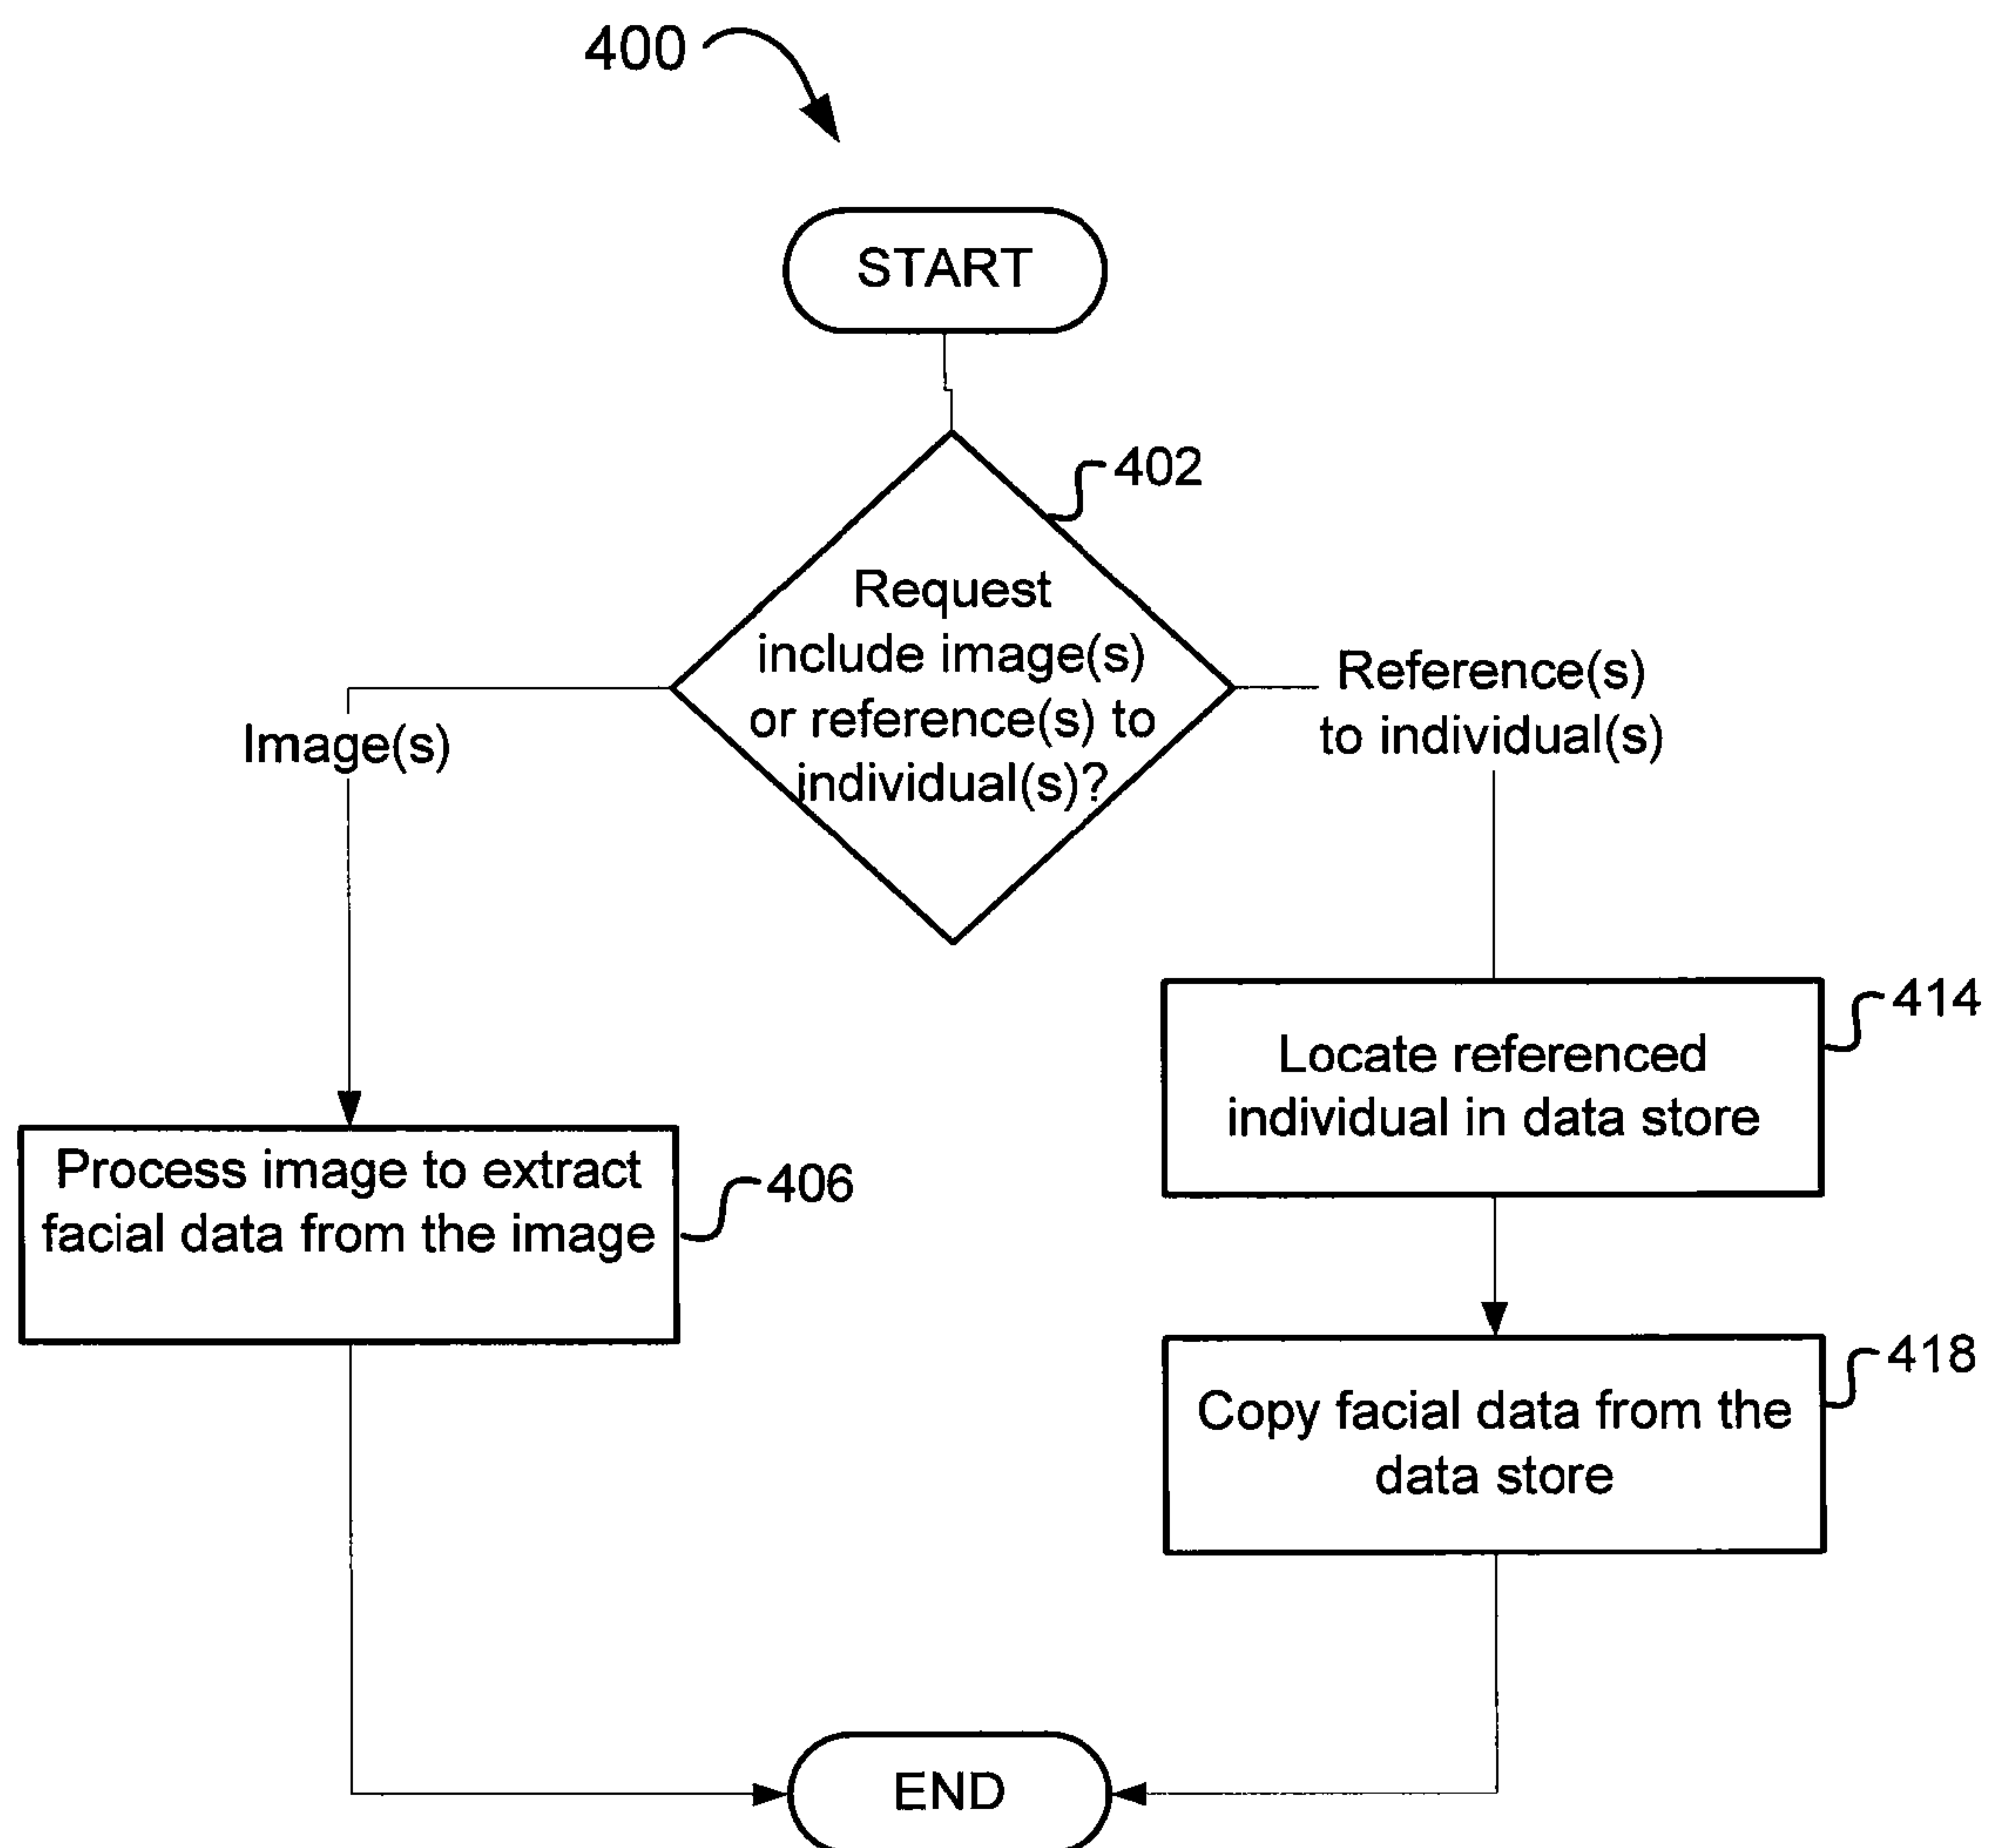 400
START
402
Request
include image(s)
or reference(s) to
individual(s)?
Image(s)
Reference(s)
to individual(s)
414
Locate referenced
individual in data store
Process image to extract
facial data from the image
406
418
Copy facial data from the
data store
END